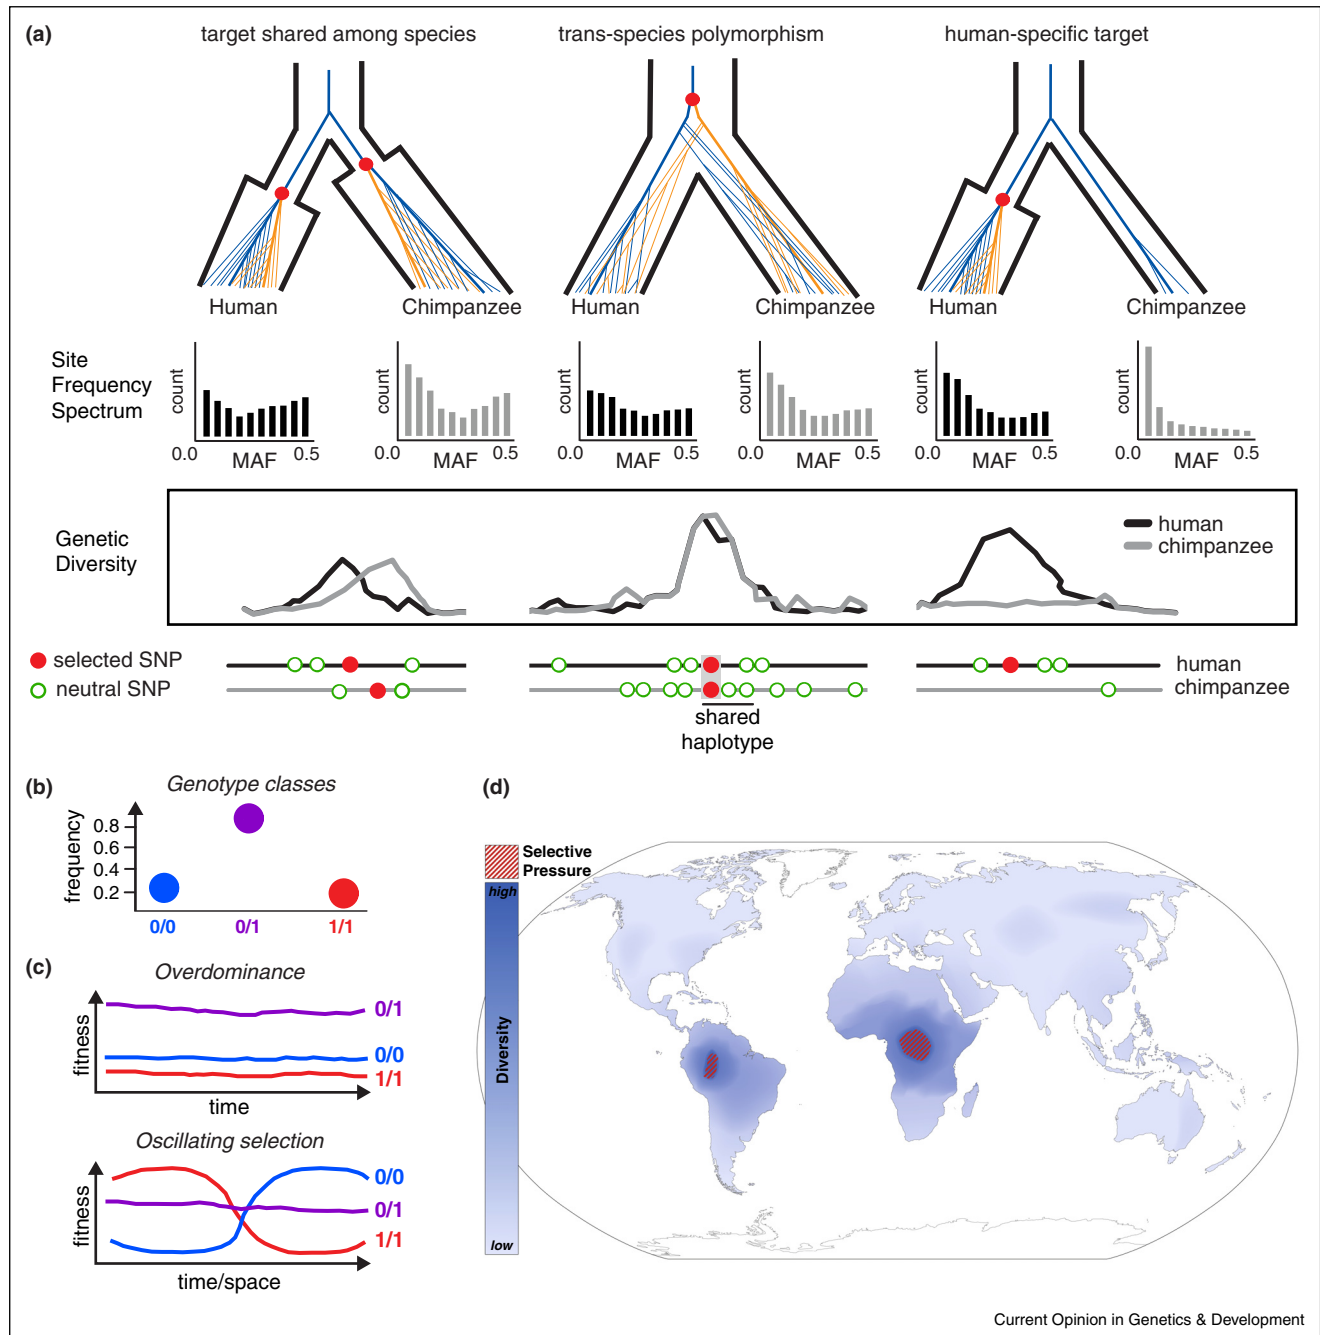 (a)
target shared among species
trans-species polymorphism
human-specific target
Human
Chimpanzee
Human
Chimpanzee
Human
Chimpanzee
Site
Frequency
Spectrum
count
0.0
MAF
0.5
count
0.0
MAF
0.5
count
0.0
MAF
0.5
count
0.0
MAF
0.5
count
0.0
MAF
0.5
count
0.0
MAF
0.5
Genetic
Diversity
human
chimpanzee
selected SNP
neutral SNP
human
chimpanzee
shared
haplotype
(b)
Genotype classes
frequency
0.8
0.6
0.4
0.2
0/0
0/1
1/1
(c)
Overdominance
fitness
0/1
0/0
1/1
time
Oscillating selection
fitness
0/0
0/1
1/1
time/space
(d)
Selective
Pressure
high
Diversity
low
Current Opinion in Genetics & Development